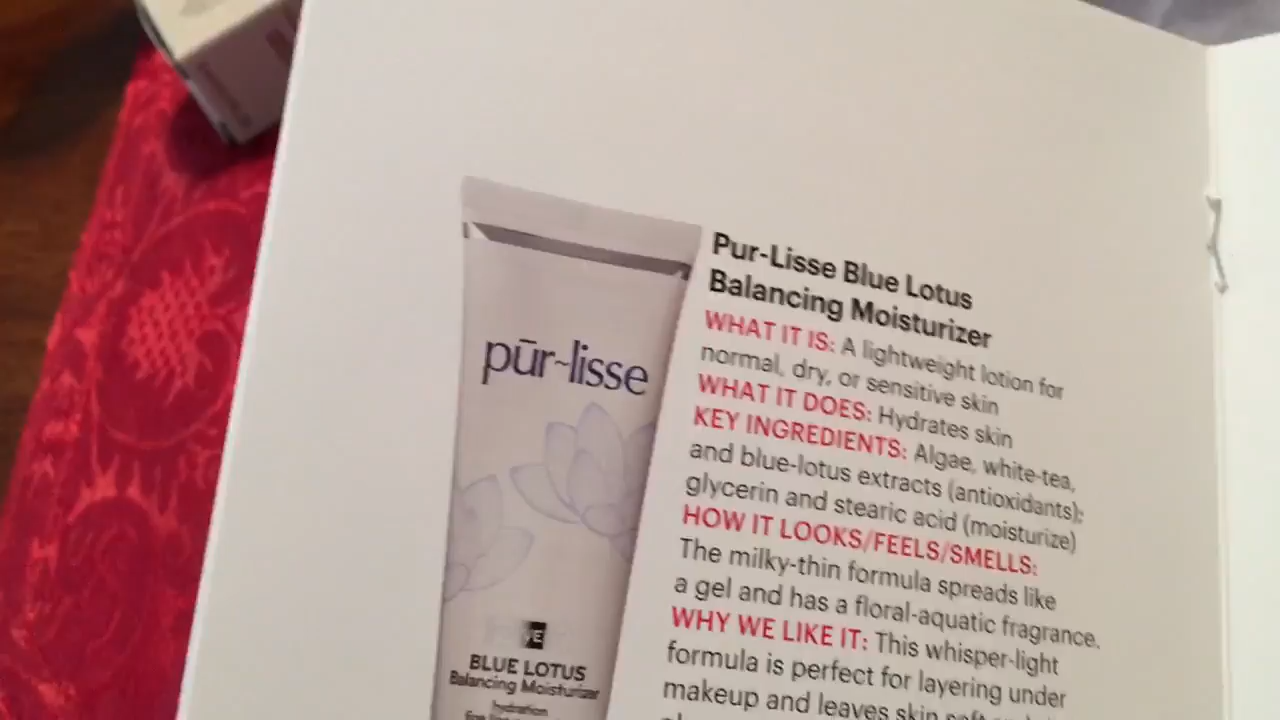 pūr~lisse
BLUE LOTUS
Balancing Moisturizer
hydration
Pur-Lisse Blue Lotus
Balancing Moisturizer
WHAT IT IS: A lightweight lotion for
normal, dry, or sensitive skin
WHAT IT DOES: Hydrates skin
KEY INGREDIENTS: Algae, white-tea,
and blue-lotus extracts (antioxidants);
glycerin and stearic acid (moisturize)
HOW IT LOOKS/FEELS/SMELLS:
The milky-thin formula spreads like
a gel and has a floral-aquatic fragrance.
WHY WE LIKE IT: This whisper-light
formula is perfect for layering under
makeup and leaves skin soft